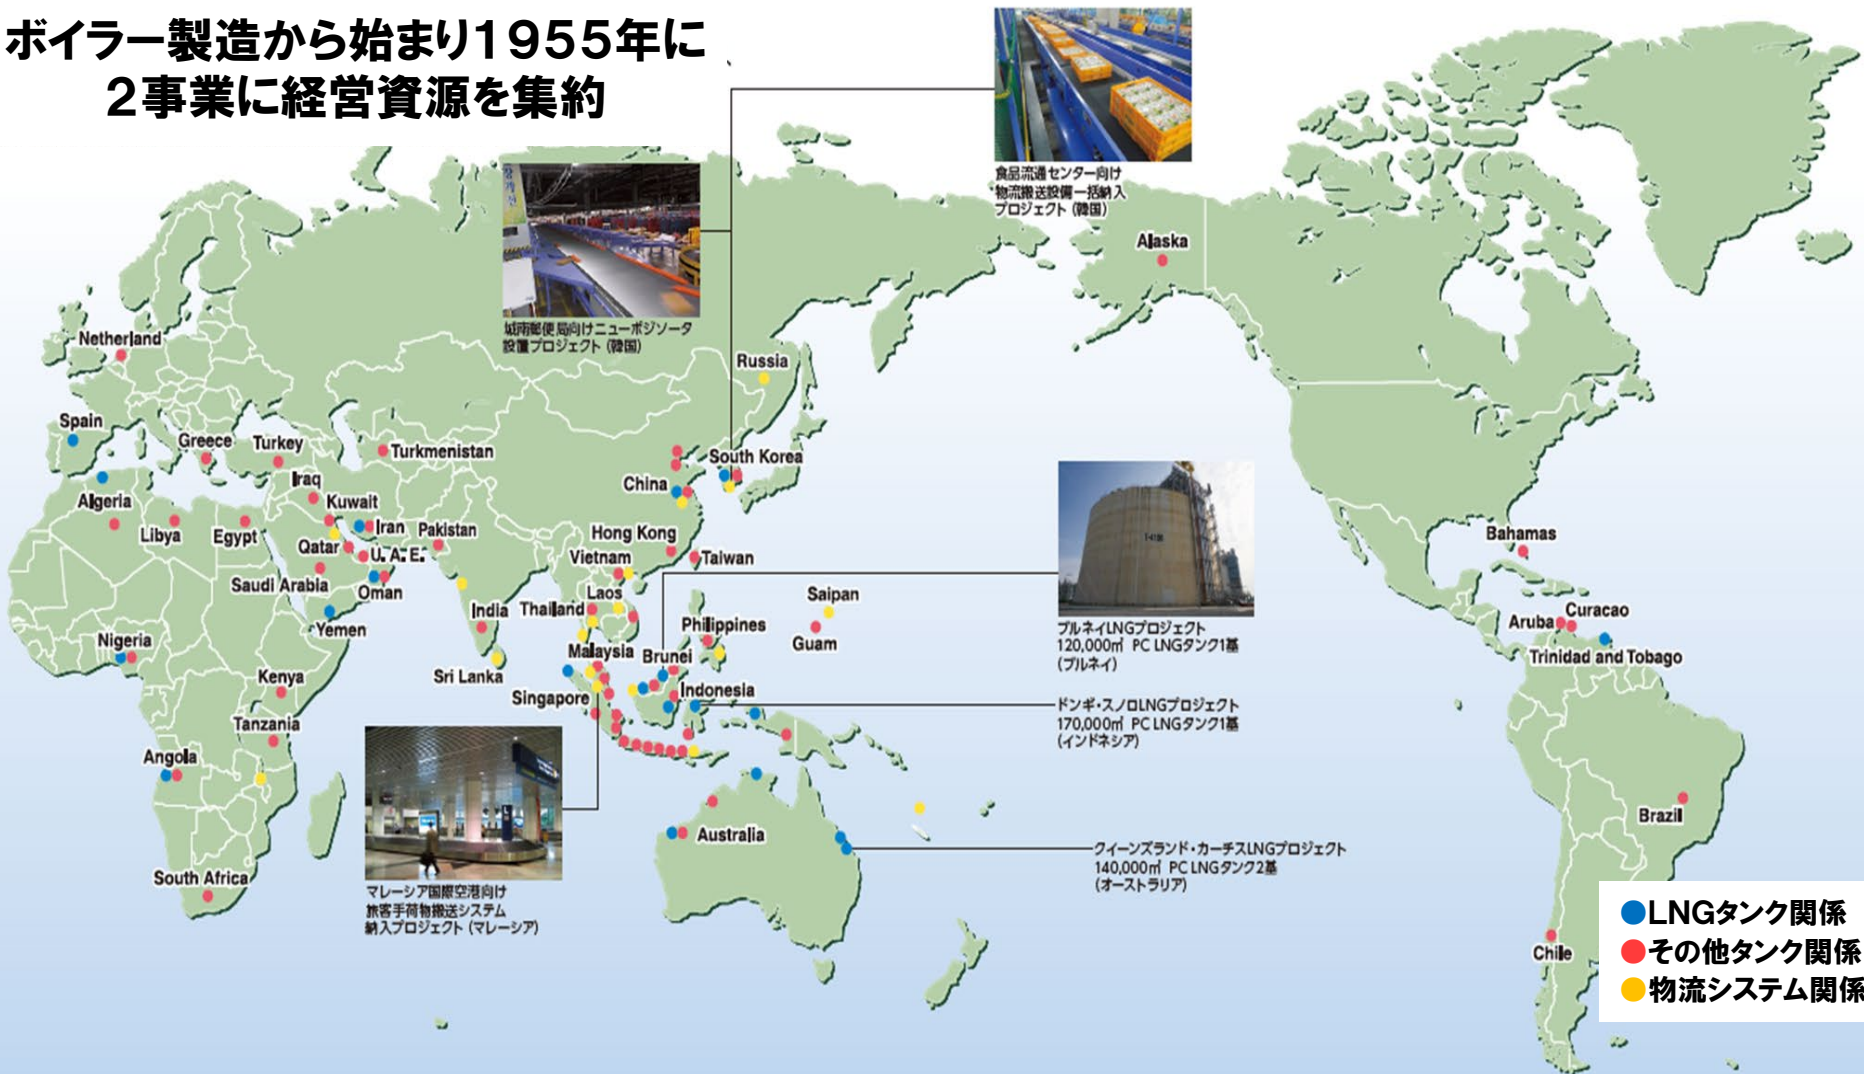 ボイラー製造から始まり1955年に
2事業に経営資源を集約
食品流通センター向け
物流搬送設備一括納入
プロジェクト (韓国)
城南郵便局向けニューポジソータ
設置プロジェクト (韓国)
Alaska
Netherland
Russia
Spain
Greece
Turkey
Turkmenistan
South Korea
Iraq
China
Algeria
Kuwait
Libya
Egypt
Iran
Pakistan
Hong Kong
Qatar
U. A. E.
Vietnam
Taiwan
Bahamas
Saudi Arabia
Oman
Laos
Saipan
India
Thailand
Philippines
Aruba
Curacao
Yemen
Guam
Nigeria
Malaysia
Brunei
Trinidad and Tobago
Kenya
Sri Lanka
Singapore
Indonesia
ブルネイLNGプロジェクト
120,000㎥ PC LNGタンク1基
(ブルネイ)
ドンギ・スノロLNGプロジェクト
170,000㎥ PC LNGタンク1基
(インドネシア)
Tanzania
Angola
Australia
Brazil
クイーンズランド・カーチスLNGプロジェクト
140,000㎥ PC LNGタンク2基
(オーストラリア)
South Africa
マレーシア国際空港向け
旅客手荷物搬送システム
納入プロジェクト (マレーシア)
Chile
LNGタンク関係
その他タンク関係
物流システム関係